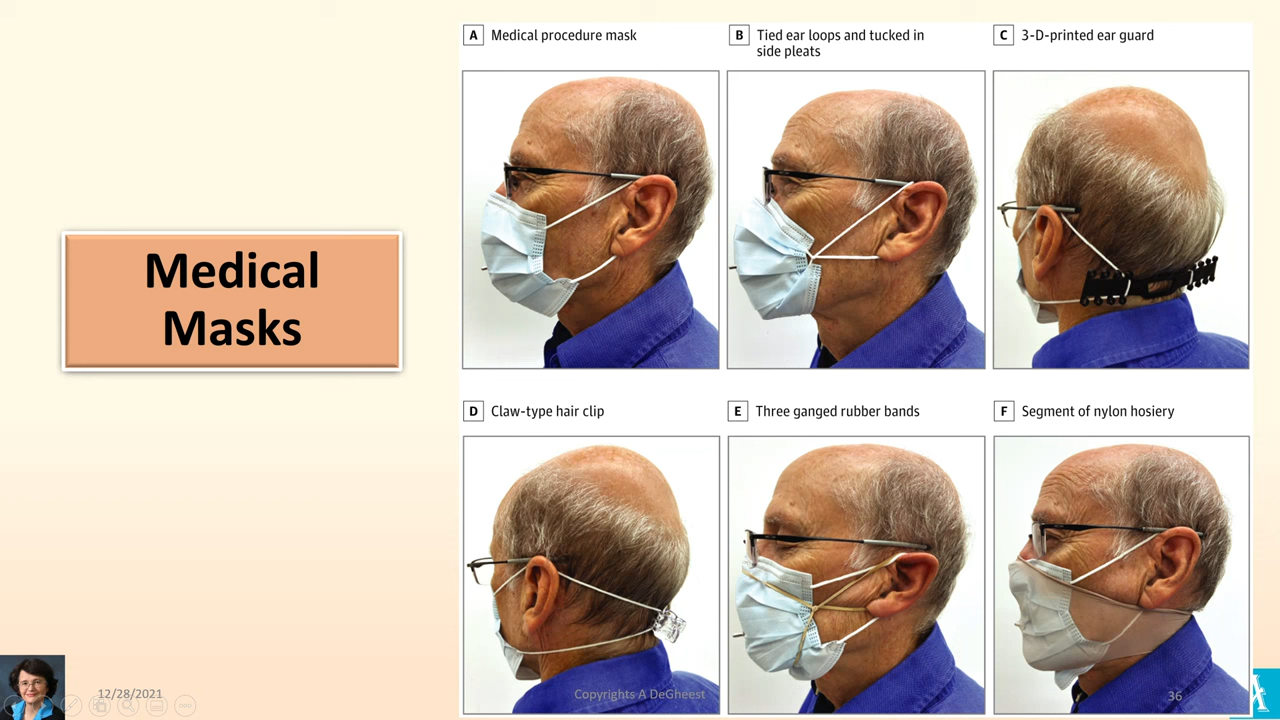 Medical
Masks
A Medical procedure mask
B Tied ear loops and tucked in
side pleats
C 3-D-printed ear guard
D Claw-type hair clip
E Three ganged rubber bands
F Segment of nylon hosiery
12/28/2021
Copyrights A DeGheest
36